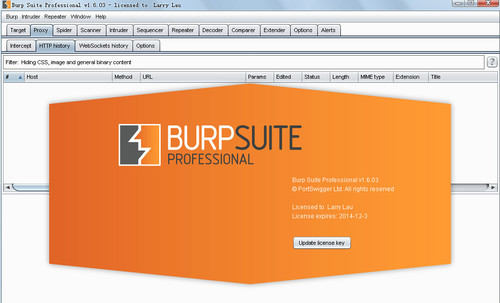 Burp Suite Professional v1.6.03 - licensed to Larry Lau
Burp Intruder Repeater Window Help
Target Proxy Spider Scanner Intruder Sequencer Repeater Decoder Comparer Extender Options Alerts
Intercept HTTP history WebSockets history Options
Filter: Hiding CSS, image and general binary content
?
# Host Method URL Params Edited Status Length MIME type Extension Title
BURPSUITE
PROFESSIONAL
Burp Suite Professional v1.6.03
© PortSwigger Ltd. All rights reserved
Licensed to: Larry Lau
License expires: 2014-12-3
Update license key